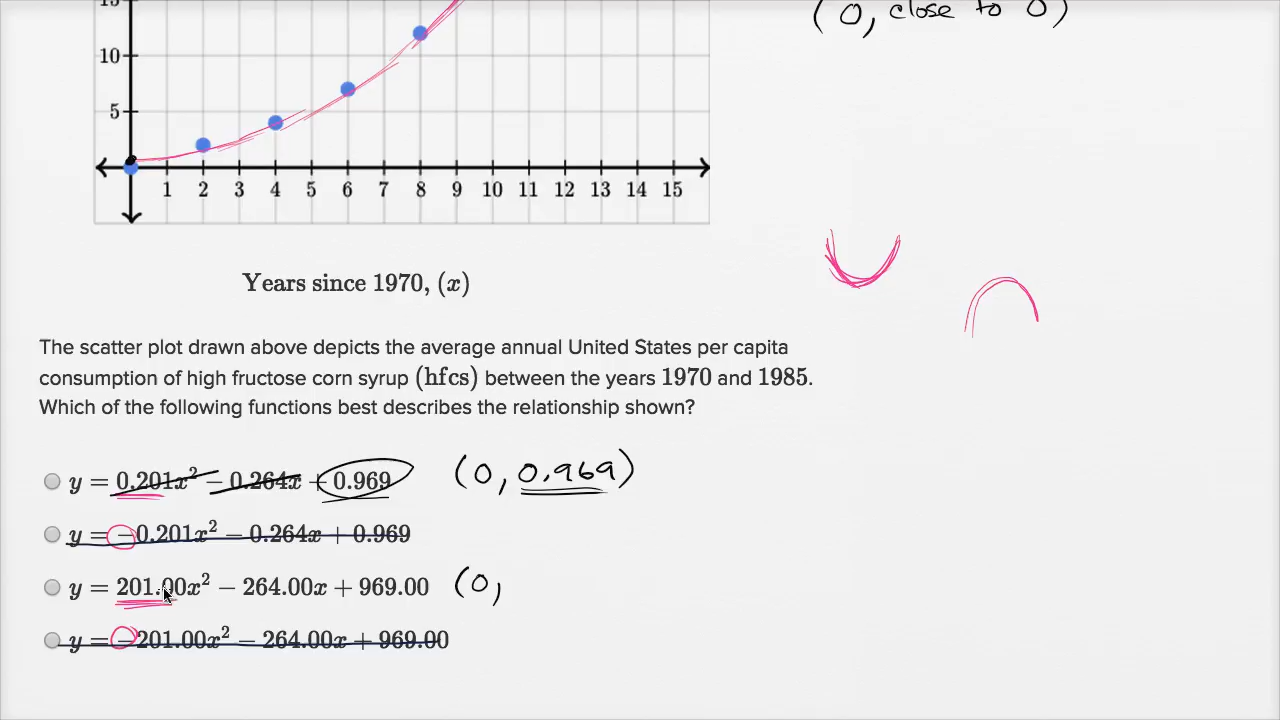 15
(0, close to 0)
10
5
1 2 3 4 5 6 7 8 9 10 11 12 13 14 15
Years since 1970, (x)
The scatter plot drawn above depicts the average annual United States per capita
consumption of high fructose corn syrup (hfcs) between the years 1970 and 1985.
Which of the following functions best describes the relationship shown?
y = 0.201x² − 0.264x + 0.969 (0, 0.969)
y = −0.201x² − 0.264x + 0.969
y = 201.00x² − 264.00x + 969.00 (0,
y = −201.00x² − 264.00x + 969.00